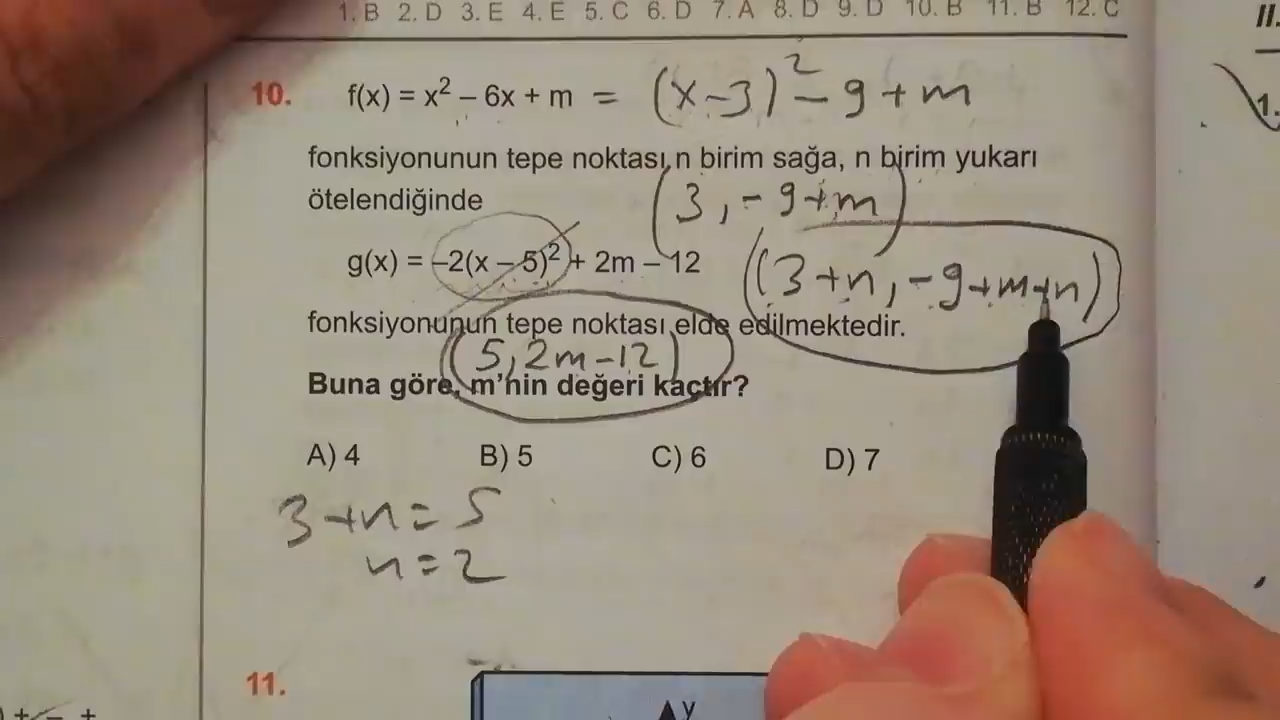 1. B 2. D 3. E 4. E 5. C 6. D 7. A 8. D 9. D 10. B 11. B 12. C
II.
10. f(x) = x² – 6x + m = (x-3)² - 9 + m
1.
fonksiyonunun tepe noktası, n birim sağa, n birim yukarı
ötelendiğinde
(3, -9+m)
g(x) = –2(x – 5)² + 2m – 12
(3+n, -9+m+n)
fonksiyonunun tepe noktası elde edilmektedir.
(5, 2m-12)
Buna göre, m'nin değeri kaçtır?
A) 4 B) 5 C) 6 D) 7
3+n=5
n=2
11.
y